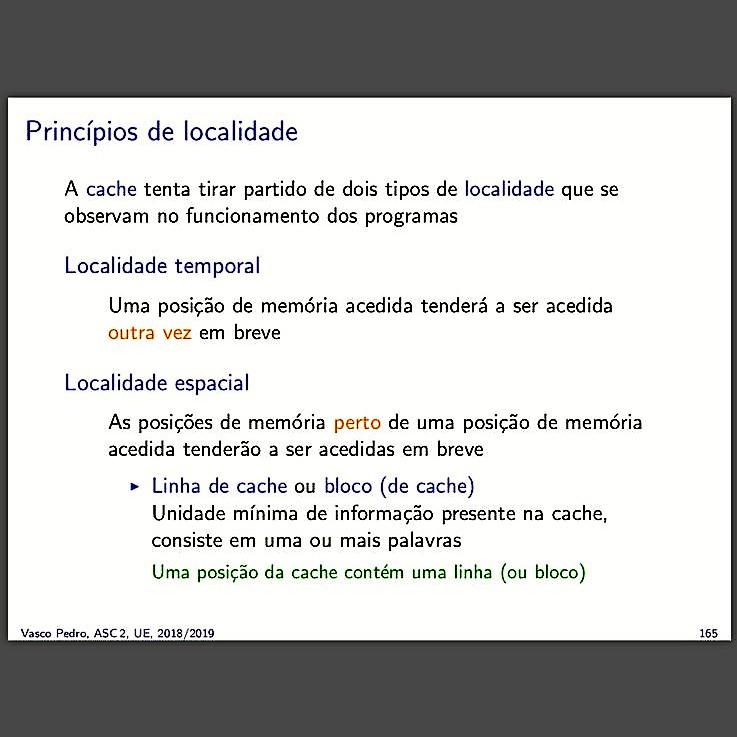 Princípios de localidade
A cache tenta tirar partido de dois tipos de localidade que se
observam no funcionamento dos programas
Localidade temporal
Uma posição de memória acedida tenderá a ser acedida
outra vez em breve
Localidade espacial
As posições de memória perto de uma posição de memória
acedida tenderão a ser acedidas em breve
▶ Linha de cache ou bloco (de cache)
Unidade mínima de informação presente na cache,
consiste em uma ou mais palavras
Uma posição da cache contém uma linha (ou bloco)
Vasco Pedro, ASC 2, UE, 2018/2019
165